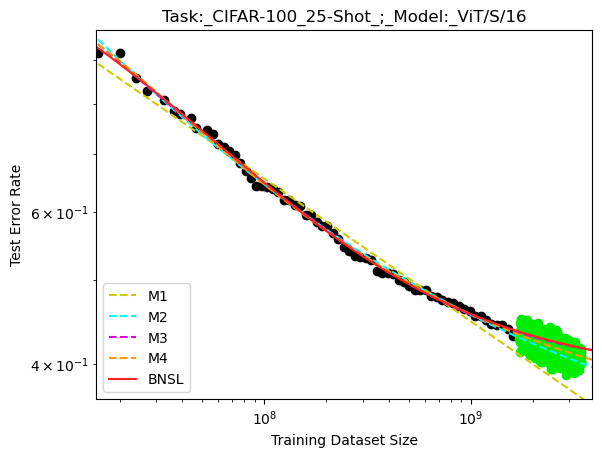 Task:_CIFAR-100_25-Shot_;_Model:_ViT/S/16
Test Error Rate
6 × 10⁻¹
4 × 10⁻¹
M1
M2
M3
M4
BNSL
10⁸
10⁹
Training Dataset Size